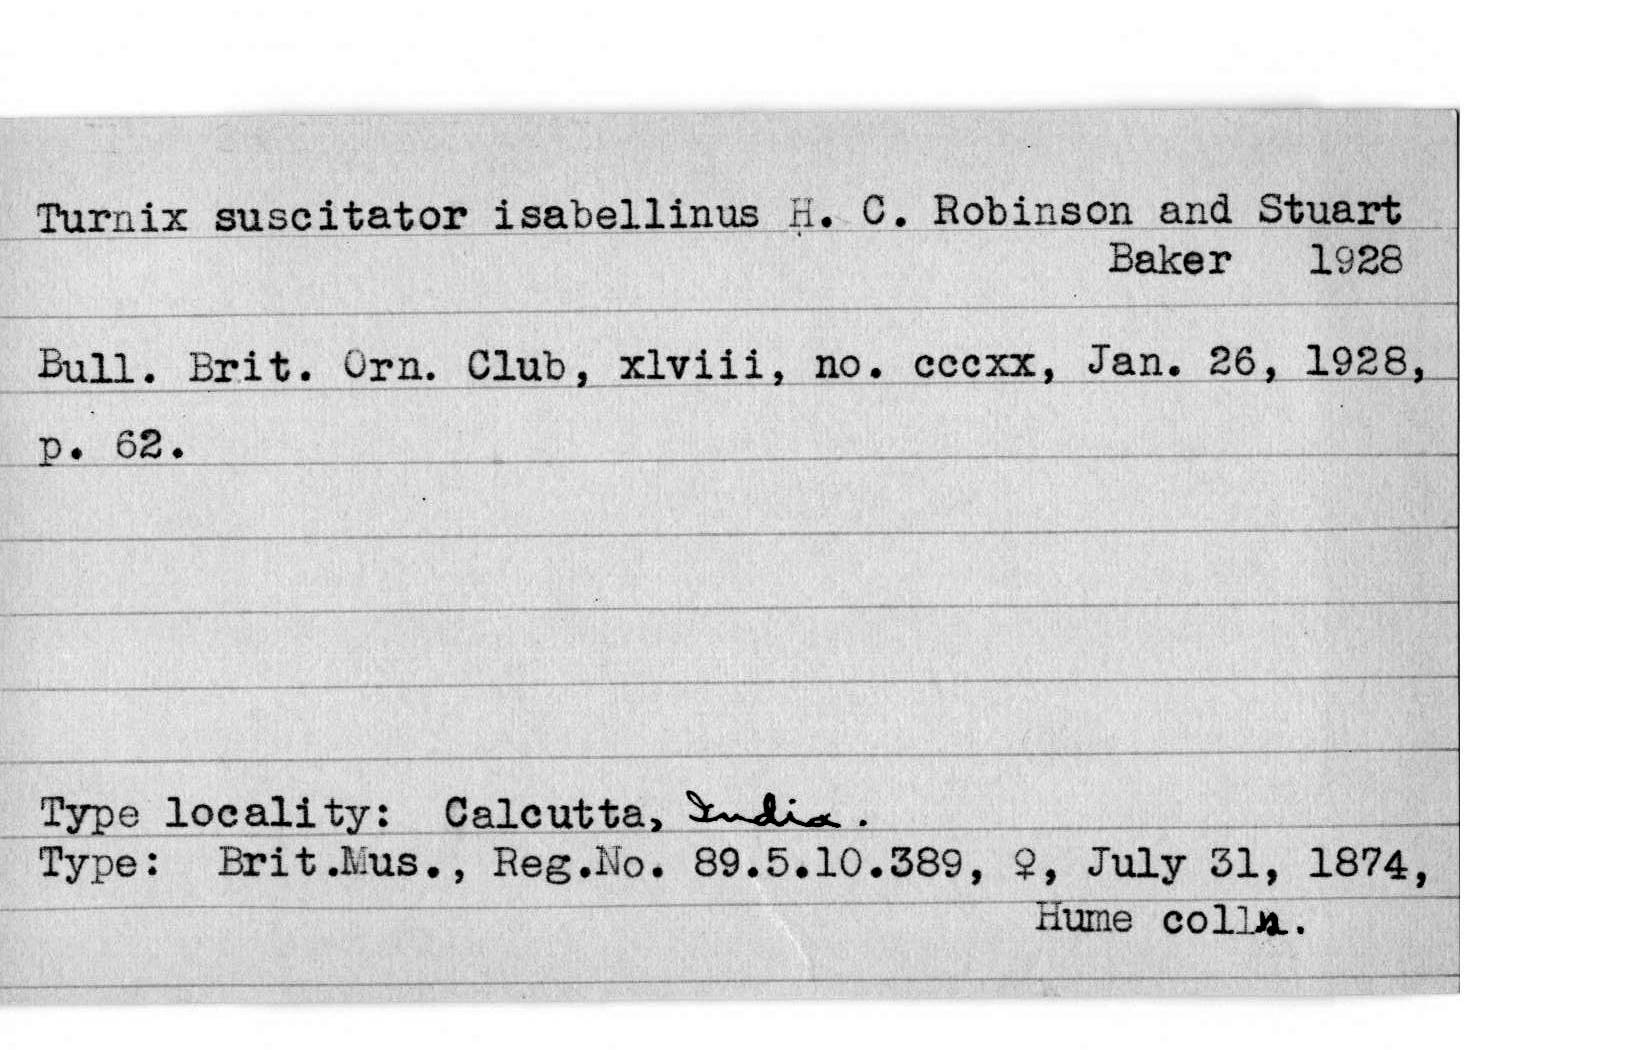 Turnix suscitator isabellinus H. C. Robinson and Stuart
Baker 1928
Bull. Brit. Orn. Club, xlviii, no. cccxx, Jan. 26, 1928,
p. 62.
Type locality: Calcutta, India.
Type: Brit.Mus., Reg.No. 89.5.10.389, ♀, July 31, 1874,
Hume colln.